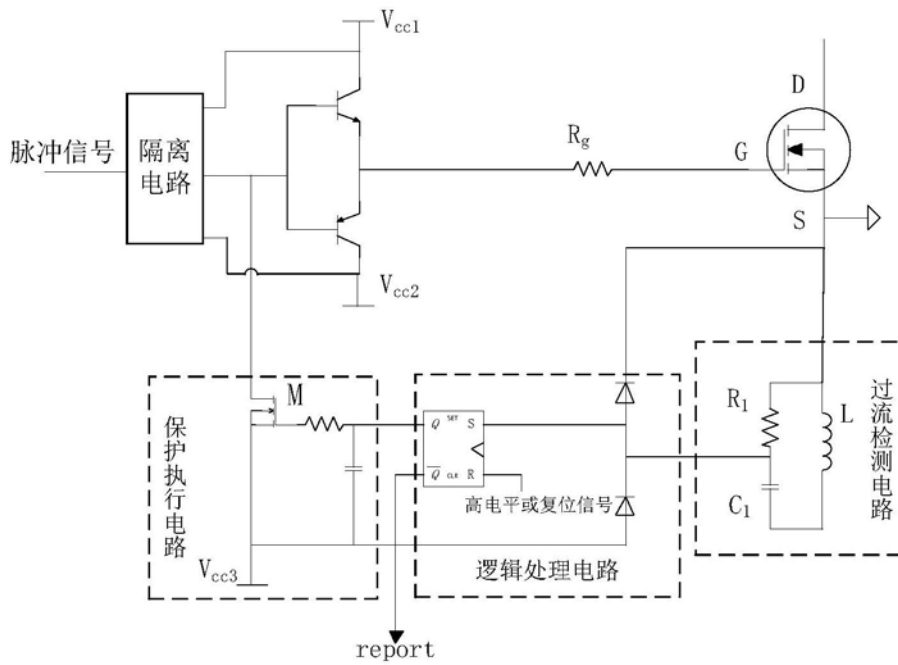 Vcc1
D
脉冲信号
隔离
电路
Rg
G
S
Vcc2
M
保护执行电路
Q SET S
Q CLR R
高电平或复位信号
逻辑处理电路
R1
L
C1
过流检测电路
Vcc3
report